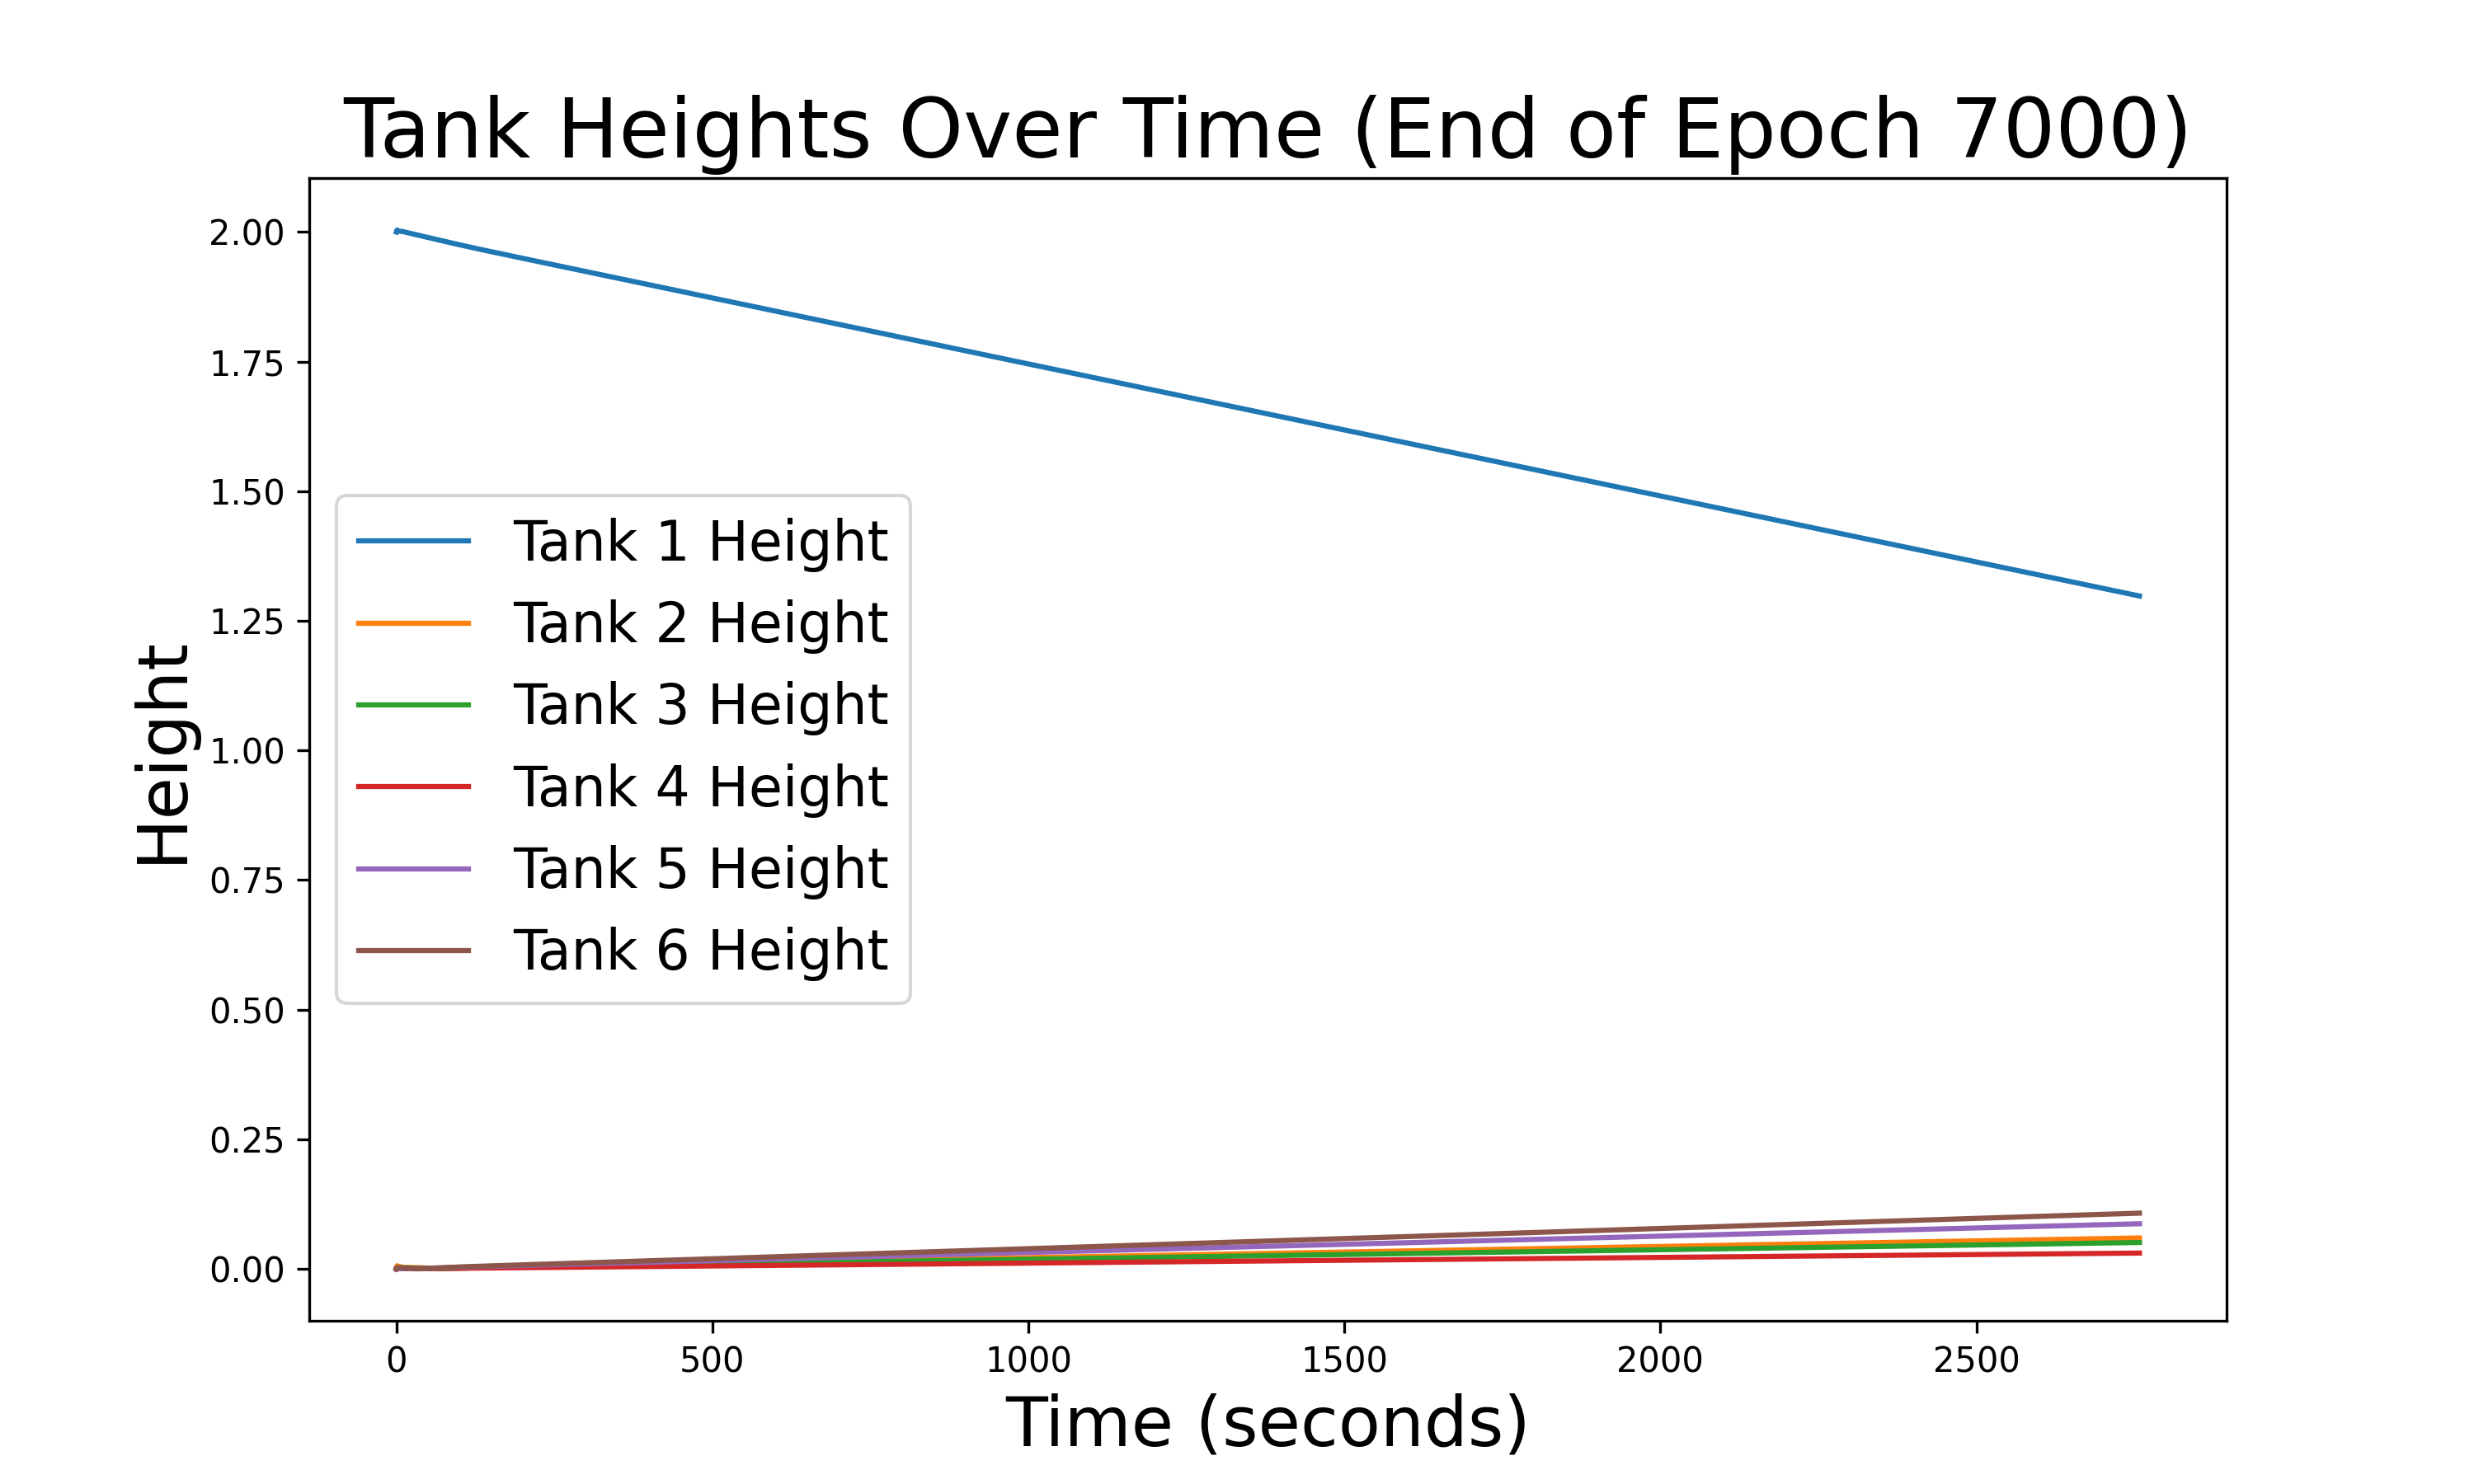 Tank Heights Over Time (End of Epoch 7000)
Height
2.00
1.75
1.50
1.25
1.00
0.75
0.50
0.25
0.00
Tank 1 Height
Tank 2 Height
Tank 3 Height
Tank 4 Height
Tank 5 Height
Tank 6 Height
0 500 1000 1500 2000 2500
Time (seconds)